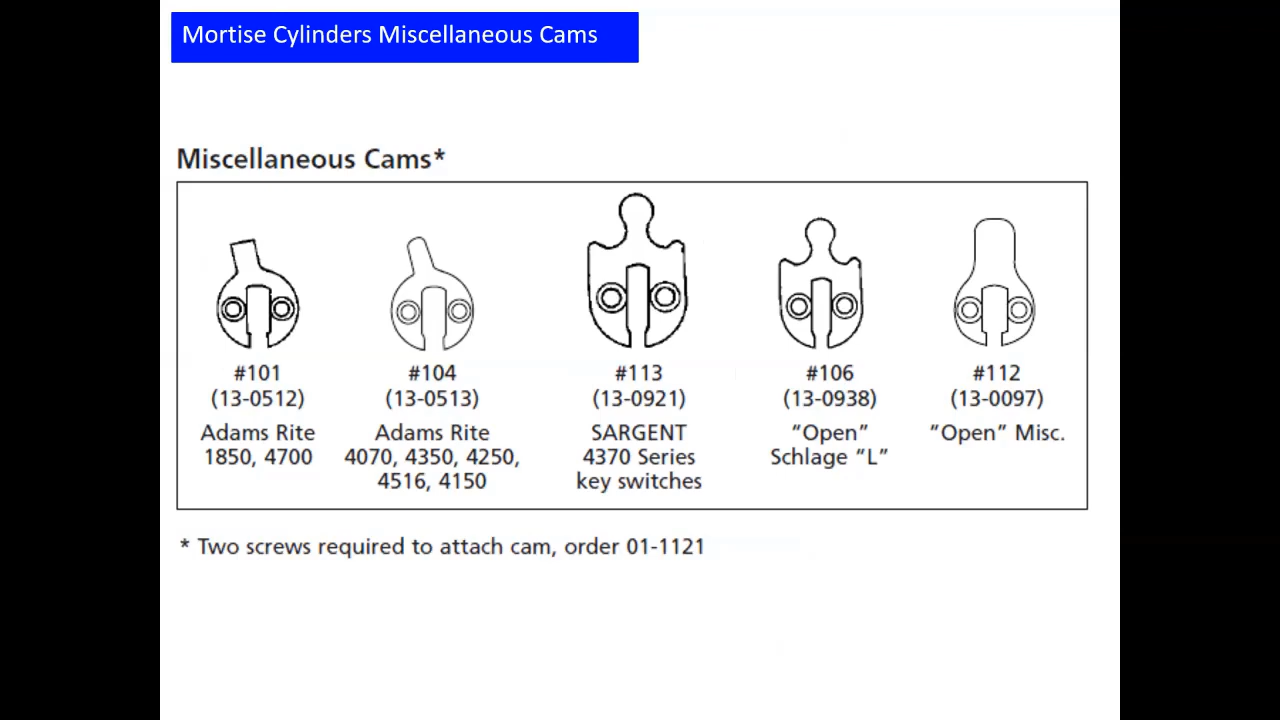 Mortise Cylinders Miscellaneous Cams
Miscellaneous Cams*
#101
(13-0512)
Adams Rite
1850, 4700
#104
(13-0513)
Adams Rite
4070, 4350, 4250,
4516, 4150
#113
(13-0921)
SARGENT
4370 Series
key switches
#106
(13-0938)
“Open”
Schlage “L”
#112
(13-0097)
“Open” Misc.
* Two screws required to attach cam, order 01-1121